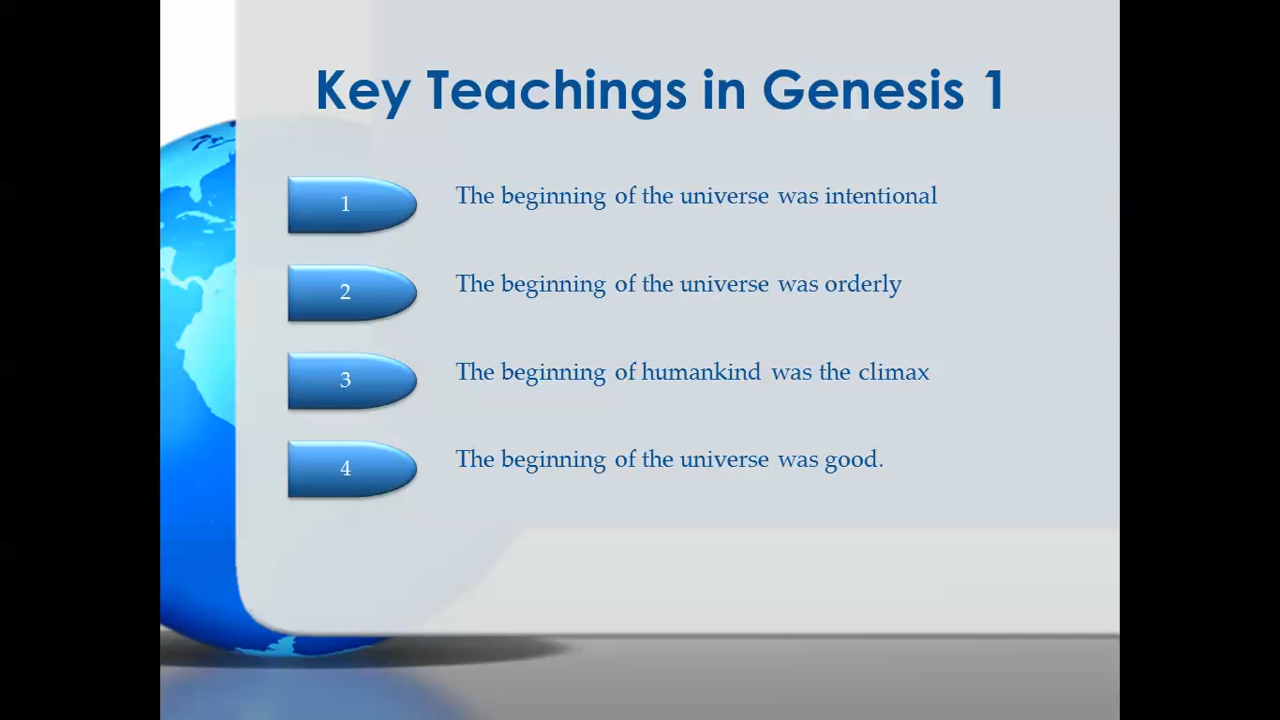 Key Teachings in Genesis 1
1 The beginning of the universe was intentional
2 The beginning of the universe was orderly
3 The beginning of humankind was the climax
4 The beginning of the universe was good.